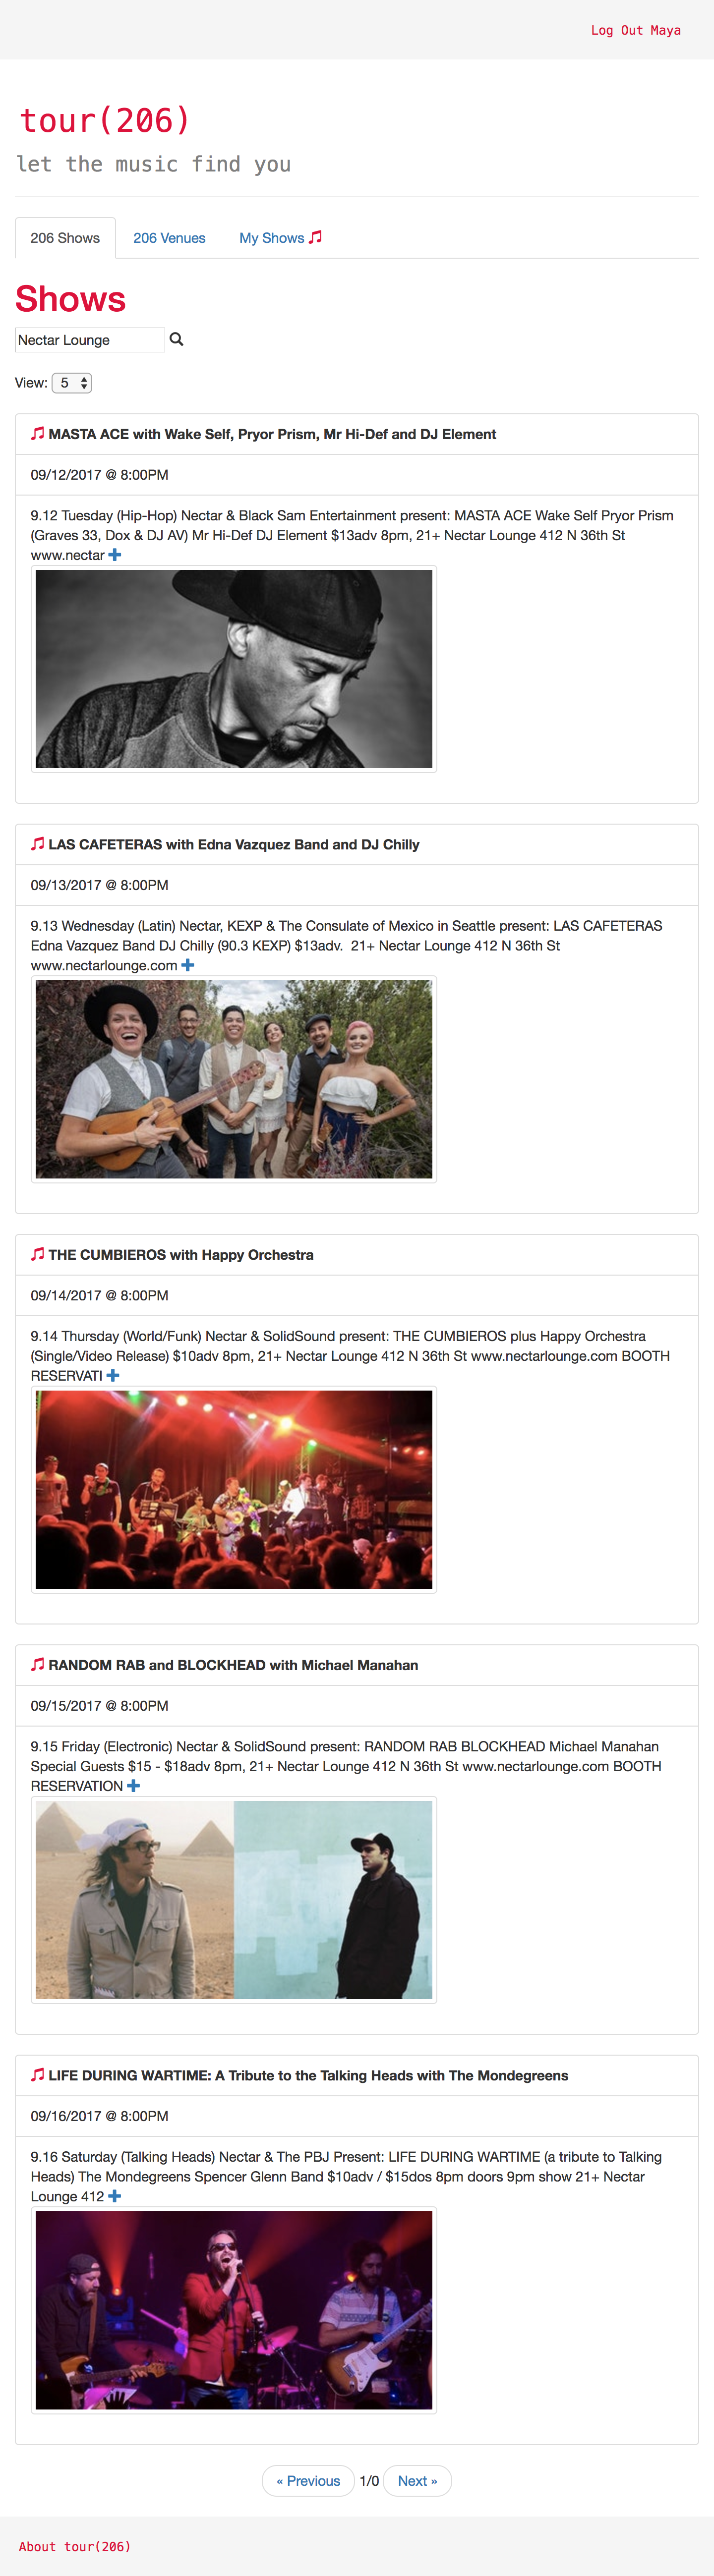 Log Out Maya
tour(206)
let the music find you
206 Shows
206 Venues
My Shows
Shows
Nectar Lounge
View: 5
MASTA ACE with Wake Self, Pryor Prism, Mr Hi-Def and DJ Element
09/12/2017 @ 8:00PM
9.12 Tuesday (Hip-Hop) Nectar & Black Sam Entertainment present: MASTA ACE Wake Self Pryor Prism
(Graves 33, Dox & DJ AV) Mr Hi-Def DJ Element $13adv 8pm, 21+ Nectar Lounge 412 N 36th St
www.nectar
LAS CAFETERAS with Edna Vazquez Band and DJ Chilly
09/13/2017 @ 8:00PM
9.13 Wednesday (Latin) Nectar, KEXP & The Consulate of Mexico in Seattle present: LAS CAFETERAS
Edna Vazquez Band DJ Chilly (90.3 KEXP) $13adv.  21+ Nectar Lounge 412 N 36th St
www.nectarlounge.com
THE CUMBIEROS with Happy Orchestra
09/14/2017 @ 8:00PM
9.14 Thursday (World/Funk) Nectar & SolidSound present: THE CUMBIEROS plus Happy Orchestra
(Single/Video Release) $10adv 8pm, 21+ Nectar Lounge 412 N 36th St www.nectarlounge.com BOOTH
RESERVATI
RANDOM RAB and BLOCKHEAD with Michael Manahan
09/15/2017 @ 8:00PM
9.15 Friday (Electronic) Nectar & SolidSound present: RANDOM RAB BLOCKHEAD Michael Manahan
Special Guests $15 - $18adv 8pm, 21+ Nectar Lounge 412 N 36th St www.nectarlounge.com BOOTH
RESERVATION
LIFE DURING WARTIME: A Tribute to the Talking Heads with The Mondegreens
09/16/2017 @ 8:00PM
9.16 Saturday (Talking Heads) Nectar & The PBJ Present: LIFE DURING WARTIME (a tribute to Talking
Heads) The Mondegreens Spencer Glenn Band $10adv / $15dos 8pm doors 9pm show 21+ Nectar
Lounge 412
« Previous 1/0 Next »
About tour(206)